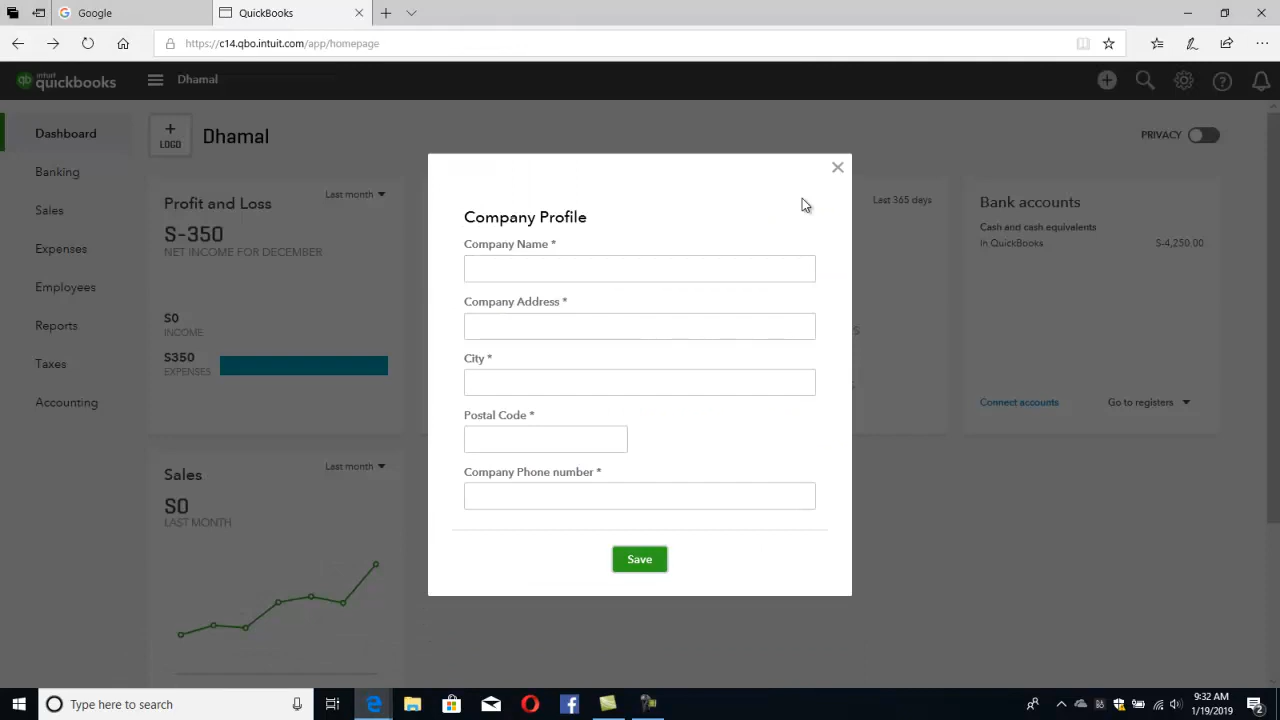 Google
QuickBooks
https://c14.qbo.intuit.com/app/homepage
qb intuit quickbooks
Dhamal
Dashboard
Banking
Sales
Expenses
Employees
Reports
Taxes
Accounting
+ LOGO
Dhamal
PRIVACY
Profit and Loss
Last month
$-350
NET INCOME FOR DECEMBER
$0
INCOME
$350
EXPENSES
Last 365 days
Bank accounts
Cash and cash equivalents
In QuickBooks
$-4,250.00
Connect accounts
Go to registers
Sales
Last month
$0
LAST MONTH
Company Profile
Company Name *
Company Address *
City *
Postal Code *
Company Phone number *
Save
Type here to search
9:32 AM
1/19/2019
2